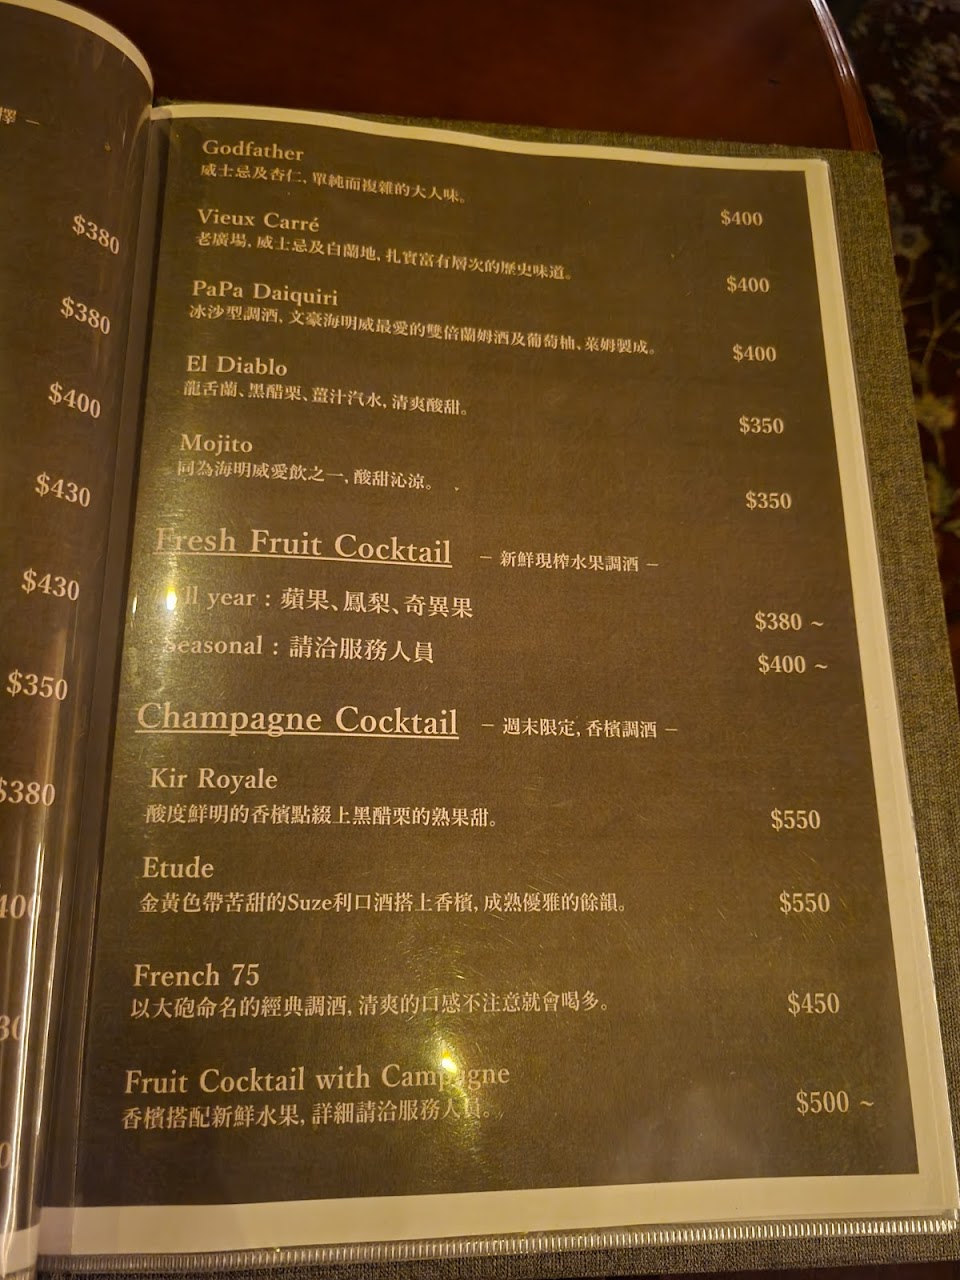 擇 –
$380
$380
$400
$430
$430
$350
$380
Godfather
威士忌及杏仁, 單純而複雜的大人味。
$400
Vieux Carré
老廣場, 威士忌及白蘭地, 扎實富有層次的歷史味道。
$400
PaPa Daiquiri
冰沙型調酒, 文豪海明威最愛的雙倍蘭姆酒及葡萄柚、萊姆製成。
$400
El Diablo
龍舌蘭、黑醋栗、薑汁汽水, 清爽酸甜。
$350
Mojito
同為海明威愛飲之一, 酸甜沁涼。
$350
Fresh Fruit Cocktail – 新鮮現榨水果調酒 –
All year : 蘋果、鳳梨、奇異果 $380 ~
Seasonal : 請洽服務人員 $400 ~
Champagne Cocktail – 週末限定, 香檳調酒 –
Kir Royale
酸度鮮明的香檳點綴上黑醋栗的熟果甜。 $550
Etude
金黃色帶苦甜的Suze利口酒搭上香檳, 成熟優雅的餘韻。 $550
French 75
以大砲命名的經典調酒, 清爽的口感不注意就會喝多。 $450
Fruit Cocktail with Campagne
香檳搭配新鮮水果, 詳細請洽服務人員。 $500 ~